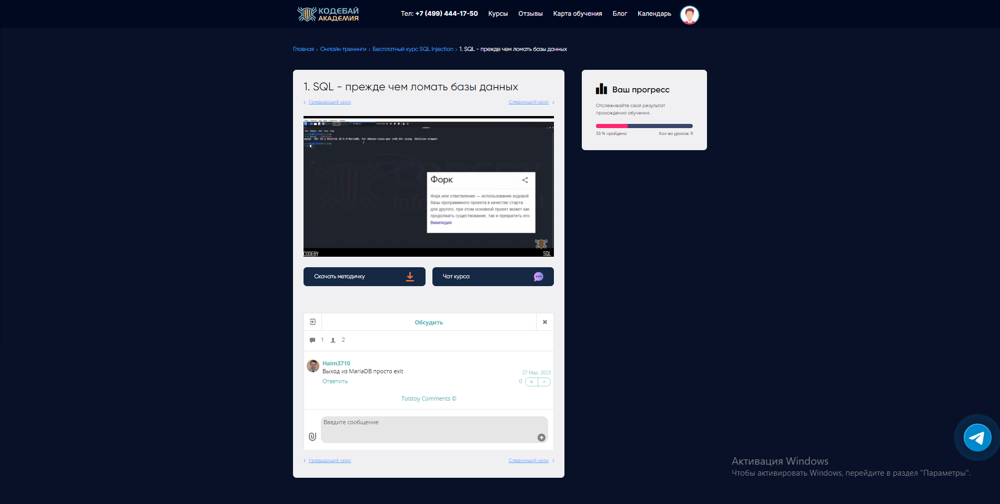 КОДЕБАЙ
АКАДЕМИЯ
Тел: +7 (499) 444-17-50 Курсы Отзывы Карта обучения Блог Календарь
Главная > Онлайн тренинги > Бесплатный курс SQL Injection > 1. SQL - прежде чем ломать базы данных
1. SQL - прежде чем ломать базы данных
Предыдущий урок Следующий урок
mysql --version
mysql Ver 15.1 Distrib 10.5.9-MariaDB, for debian-linux-gnu (x86_64) using EditLine wrapper
Форк
Форк или ответвление — использование кодовой
базы программного проекта в качестве старта
для другого, при этом основной проект может как
продолжать существование, так и прекратить его.
Википедия
CODEBY SQL
Скачать методичку Чат курса
Обсудить
1 2
Haim3710
Выход из MariaDB просто exit
27 Мар. 2023
Ответить 0 + −
Tolstoy Comments ©
Введите сообщение
Предыдущий урок Следующий урок
Ваш прогресс
Отслеживайте свой результат
прохождения обучения.
33 % пройдено Кол-во уроков: 9
Активация Windows
Чтобы активировать Windows, перейдите в раздел "Параметры".